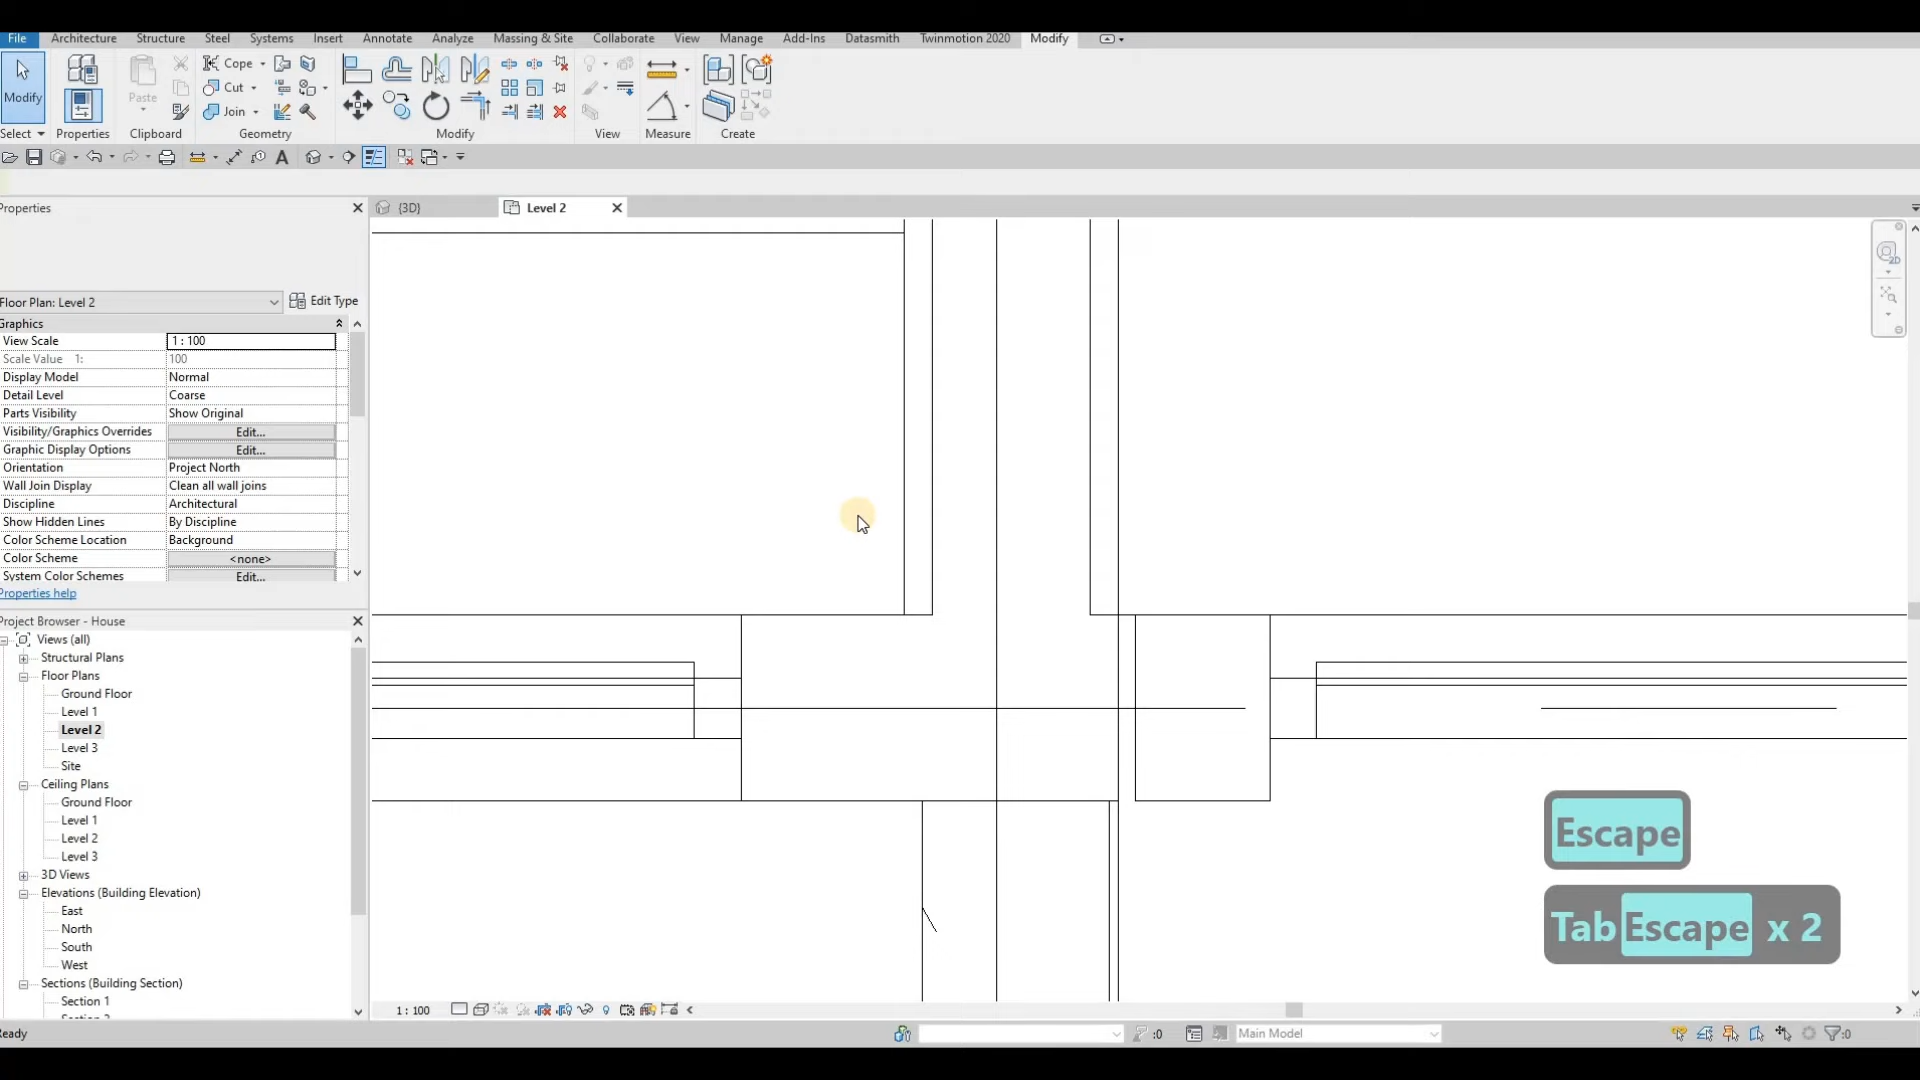 File Architecture Structure Steel Systems Insert Annotate Analyze Massing & Site Collaborate View Manage Add-Ins Datasmith Twinmotion 2020 Modify
Modify
Select
Properties
Paste
Clipboard
Cope
Cut
Join
Geometry
Modify
View
Measure
Create
A
Properties
{3D}
Level 2
2D
Floor Plan: Level 2
Edit Type
Graphics
View Scale 1 : 100
Scale Value 1: 100
Display Model Normal
Detail Level Coarse
Parts Visibility Show Original
Visibility/Graphics Overrides Edit...
Graphic Display Options Edit...
Orientation Project North
Wall Join Display Clean all wall joins
Discipline Architectural
Show Hidden Lines By Discipline
Color Scheme Location Background
Color Scheme <none>
System Color Schemes Edit...
Properties help
Project Browser - House
Views (all)
Structural Plans
Floor Plans
Ground Floor
Level 1
Level 2
Level 3
Site
Ceiling Plans
Ground Floor
Level 1
Level 2
Level 3
3D Views
Elevations (Building Elevation)
East
North
South
West
Sections (Building Section)
Section 1
Escape
Tab Escape x 2
1 : 100
Ready
:0
Main Model
:0